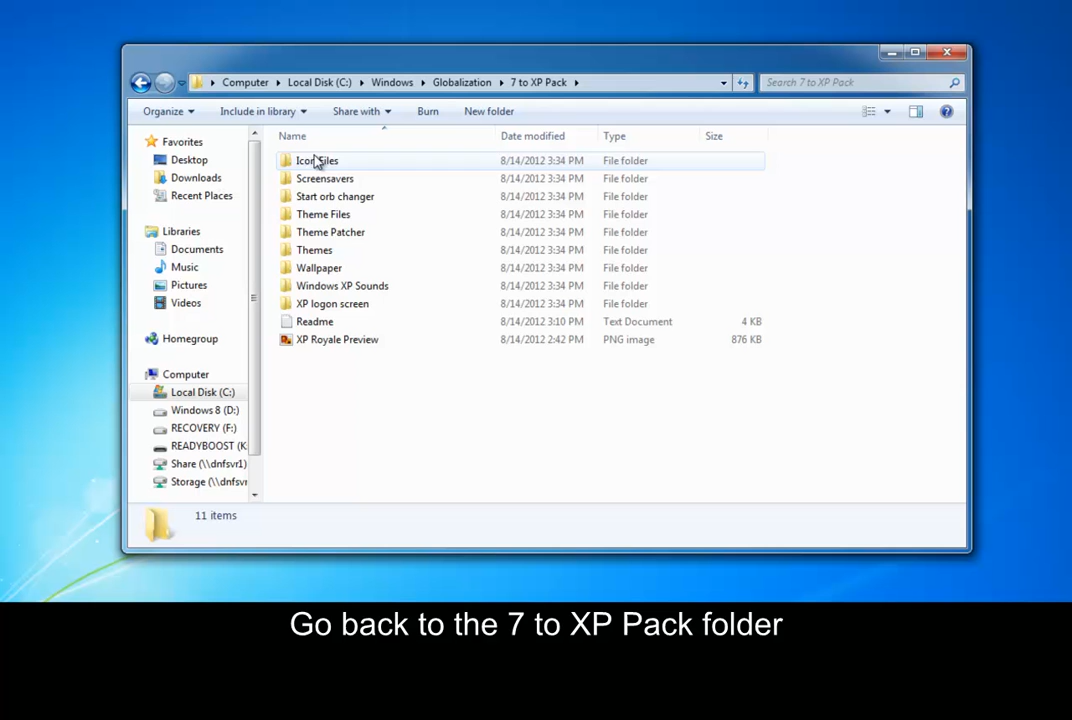 Computer Local Disk (C:) Windows Globalization 7 to XP Pack Search 7 to XP Pack
Organize Include in library Share with Burn New folder
Name Date modified Type Size
Favorites
Desktop
Downloads
Recent Places
Libraries
Documents
Music
Pictures
Videos
Homegroup
Computer
Local Disk (C:)
Windows 8 (D:)
RECOVERY (F:)
READYBOOST (K
Share (\\dnfsvr1)
Storage (\\dnfsvr
Icon Files 8/14/2012 3:34 PM File folder
Screensavers 8/14/2012 3:34 PM File folder
Start orb changer 8/14/2012 3:34 PM File folder
Theme Files 8/14/2012 3:34 PM File folder
Theme Patcher 8/14/2012 3:34 PM File folder
Themes 8/14/2012 3:34 PM File folder
Wallpaper 8/14/2012 3:34 PM File folder
Windows XP Sounds 8/14/2012 3:34 PM File folder
XP logon screen 8/14/2012 3:34 PM File folder
Readme 8/14/2012 3:10 PM Text Document 4 KB
XP Royale Preview 8/14/2012 2:42 PM PNG image 876 KB
11 items
Go back to the 7 to XP Pack folder